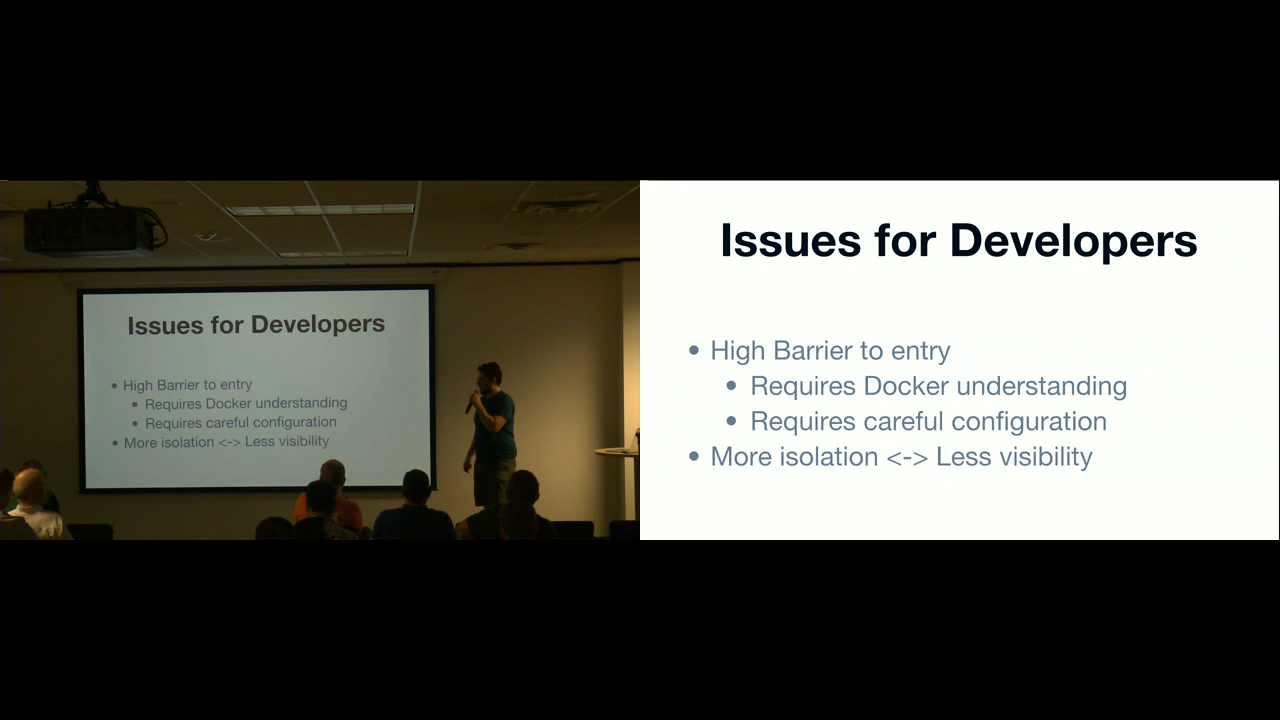 Issues for Developers
• High Barrier to entry
• Requires Docker understanding
• Requires careful configuration
• More isolation <-> Less visibility
Issues for Developers
• High Barrier to entry
• Requires Docker understanding
• Requires careful configuration
• More isolation <-> Less visibility